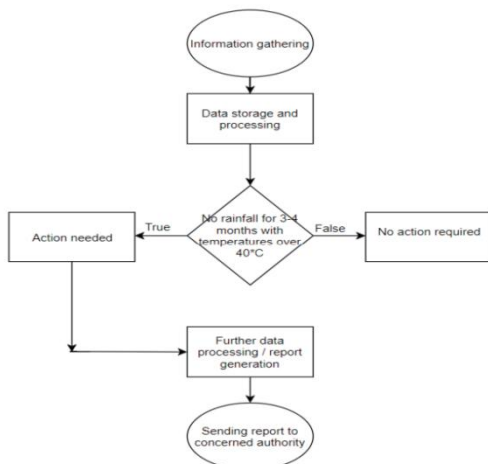 Information gathering
Data storage and
processing
No rainfall for 3-4
months with
temperatures over
40°C
True
False
Action needed
No action required
Further data
processing / report
generation
Sending report to
concerned authority